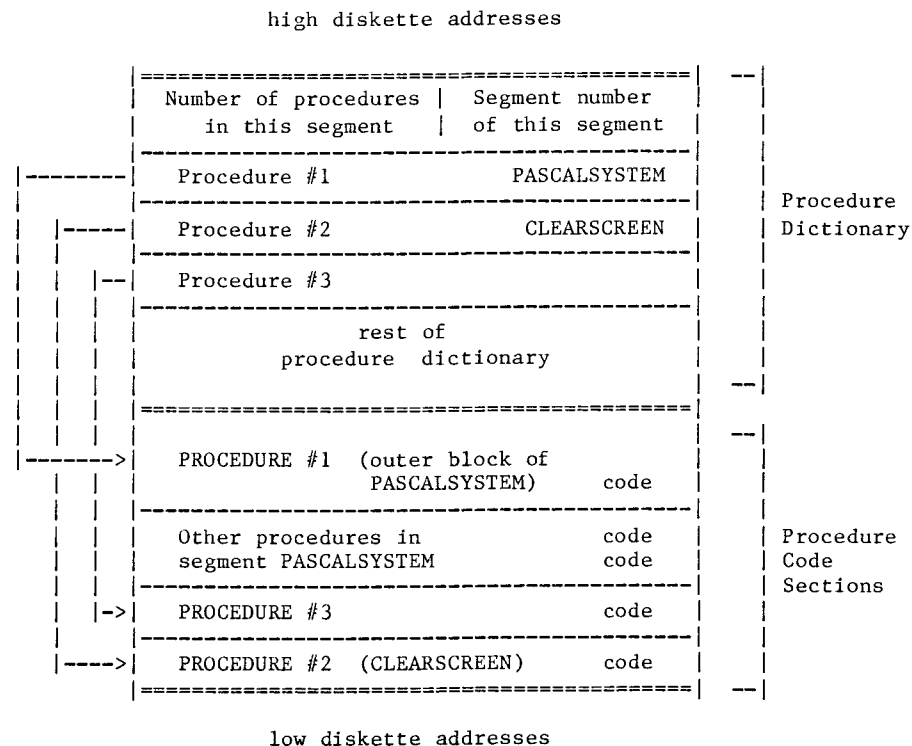 high diskette addresses
Number of procedures | Segment number
in this segment | of this segment
Procedure #1 PASCALSYSTEM
Procedure
Procedure #2 CLEARSCREEN
Dictionary
Procedure #3
rest of
procedure dictionary
PROCEDURE #1 (outer block of
PASCALSYSTEM) code
Other procedures in code
Procedure
segment PASCALSYSTEM code
Code
Sections
PROCEDURE #3 code
PROCEDURE #2 (CLEARSCREEN) code
low diskette addresses